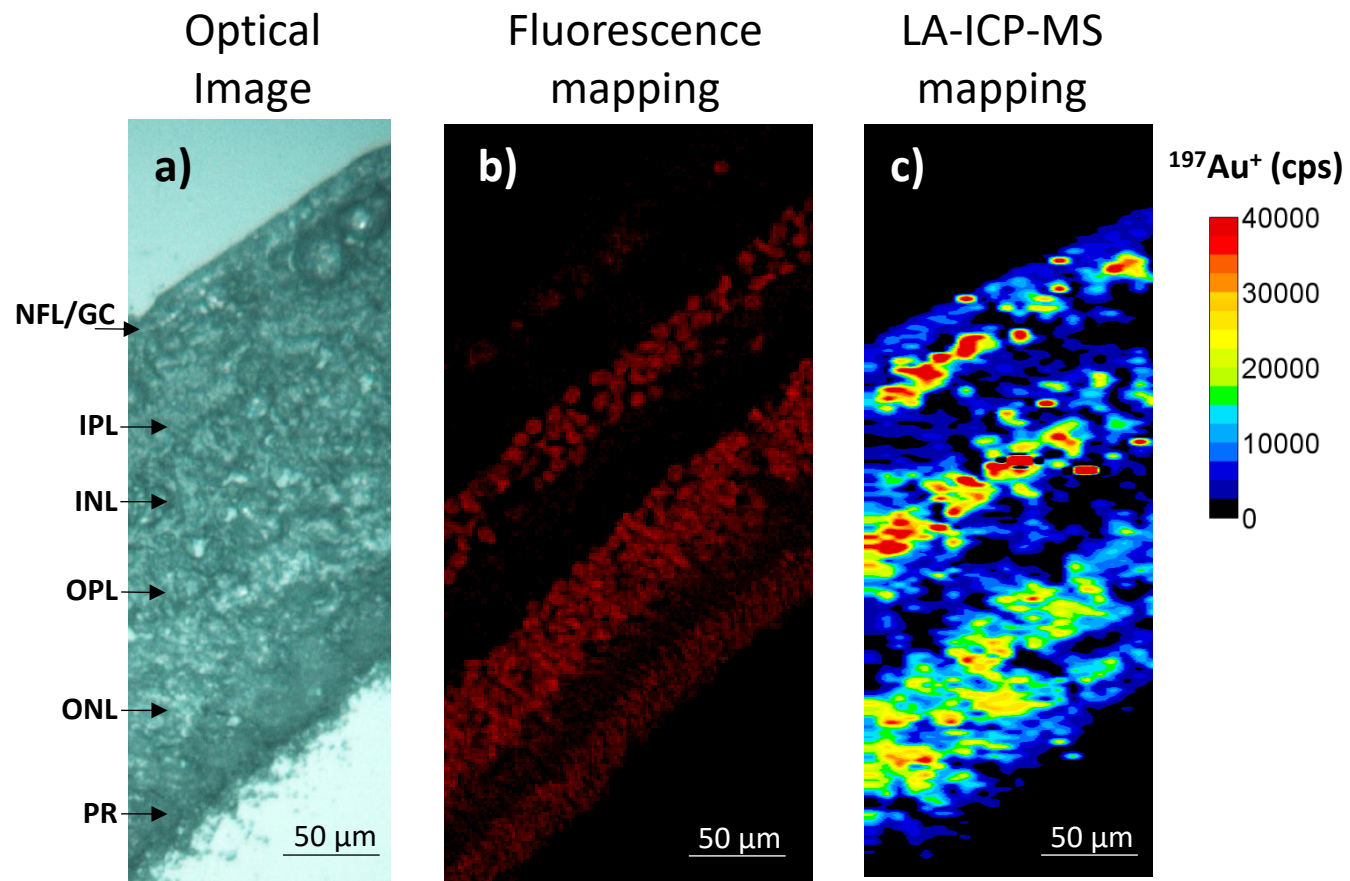 Optical
Image
Fluorescence
mapping
LA-ICP-MS
mapping
a)
b)
c)
¹⁹⁷Au⁺ (cps)
40000
30000
20000
10000
0
NFL/GC
IPL
INL
OPL
ONL
PR
50 µm
50 µm
50 µm